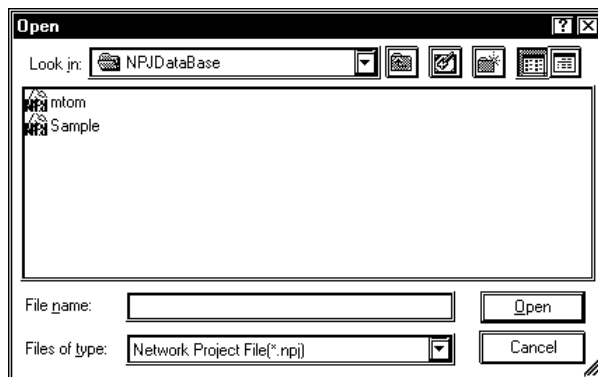 Open
Look in: NPJDataBase
mtom
Sample
File name:
Open
Files of type: Network Project File(*.npj)
Cancel